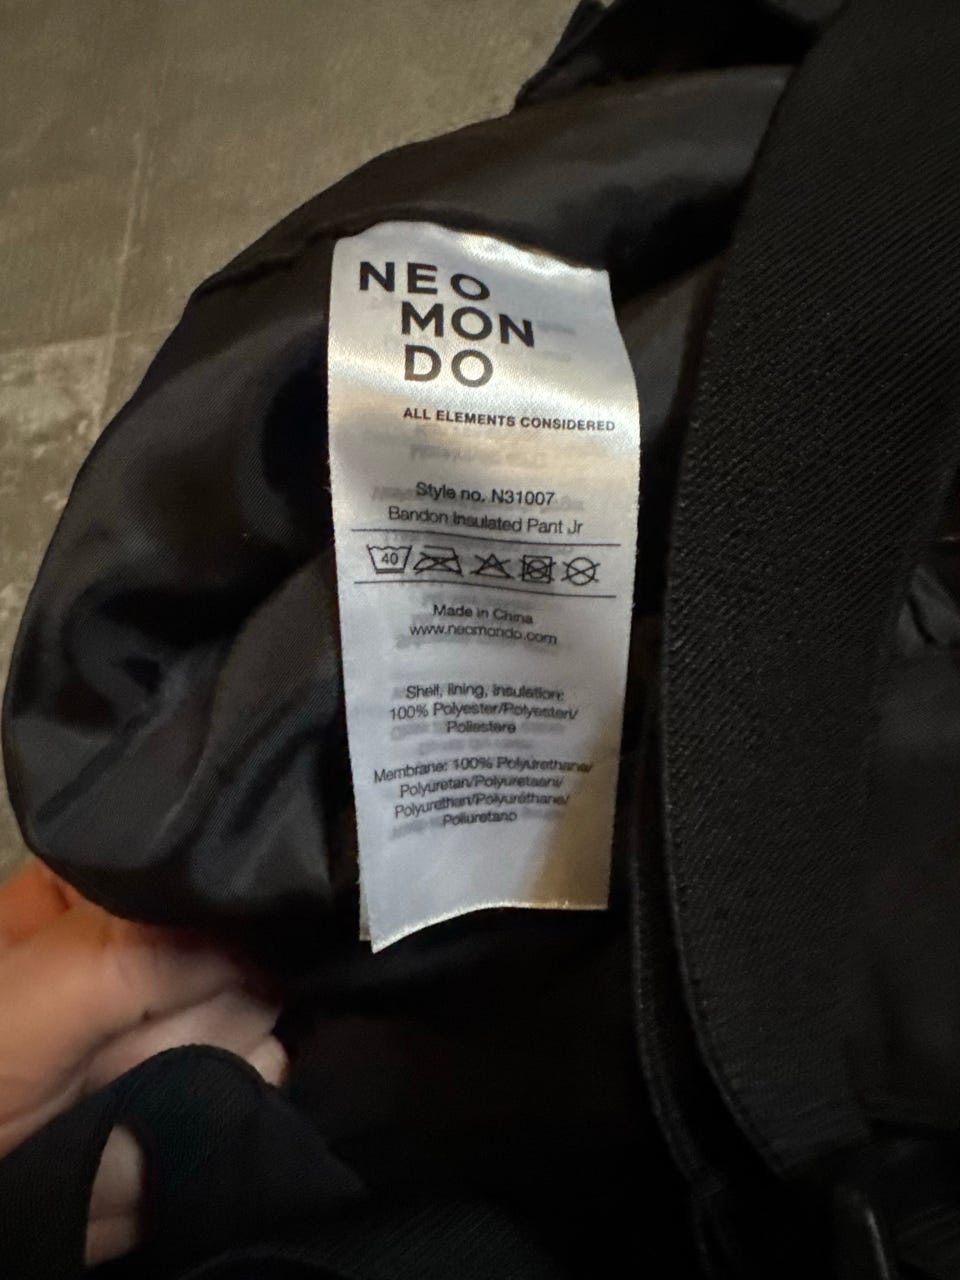 NEO
MON
DO
ALL ELEMENTS CONSIDERED
Style no. N31007
Bandon Insulated Pant Jr
40
Made in China
www.neomondo.com
Shell, lining, insulation:
100% Polyester/Polyesteri/
Poliestere
Membrane: 100% Polyurethane/
Polyuretan/Polyuretaani/
Polyurethan/Polyuréthane/
Poliuretano